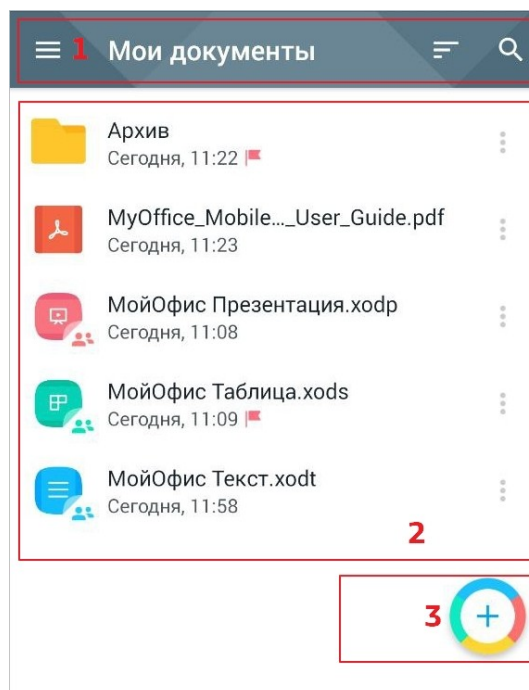 1 Мои документы
Архив
Сегодня, 11:22
MyOffice_Mobile..._User_Guide.pdf
Сегодня, 11:23
МойОфис Презентация.xodp
Сегодня, 11:08
МойОфис Таблица.xods
Сегодня, 11:09
МойОфис Текст.xodt
Сегодня, 11:58
2
3